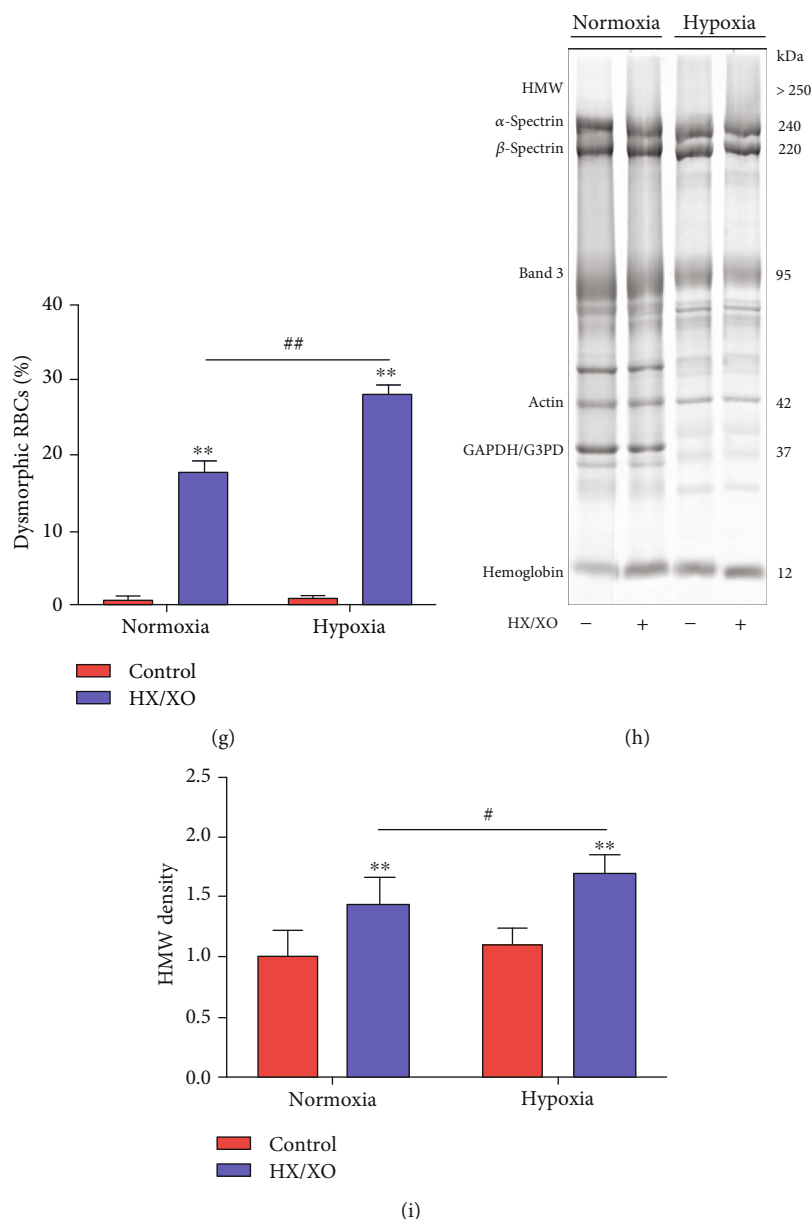 40
30
20
10
0
Dysmorphic RBCs (%)
##
**
**
Normoxia
Hypoxia
Control
HX/XO
(g)
Normoxia
Hypoxia
kDa
HMW
> 250
α-Spectrin
240
β-Spectrin
220
Band 3
95
Actin
42
GAPDH/G3PD
37
Hemoglobin
12
HX/XO
− + − +
(h)
2.5
2.0
1.5
1.0
0.5
0.0
HMW density
#
**
**
Normoxia
Hypoxia
Control
HX/XO
(i)